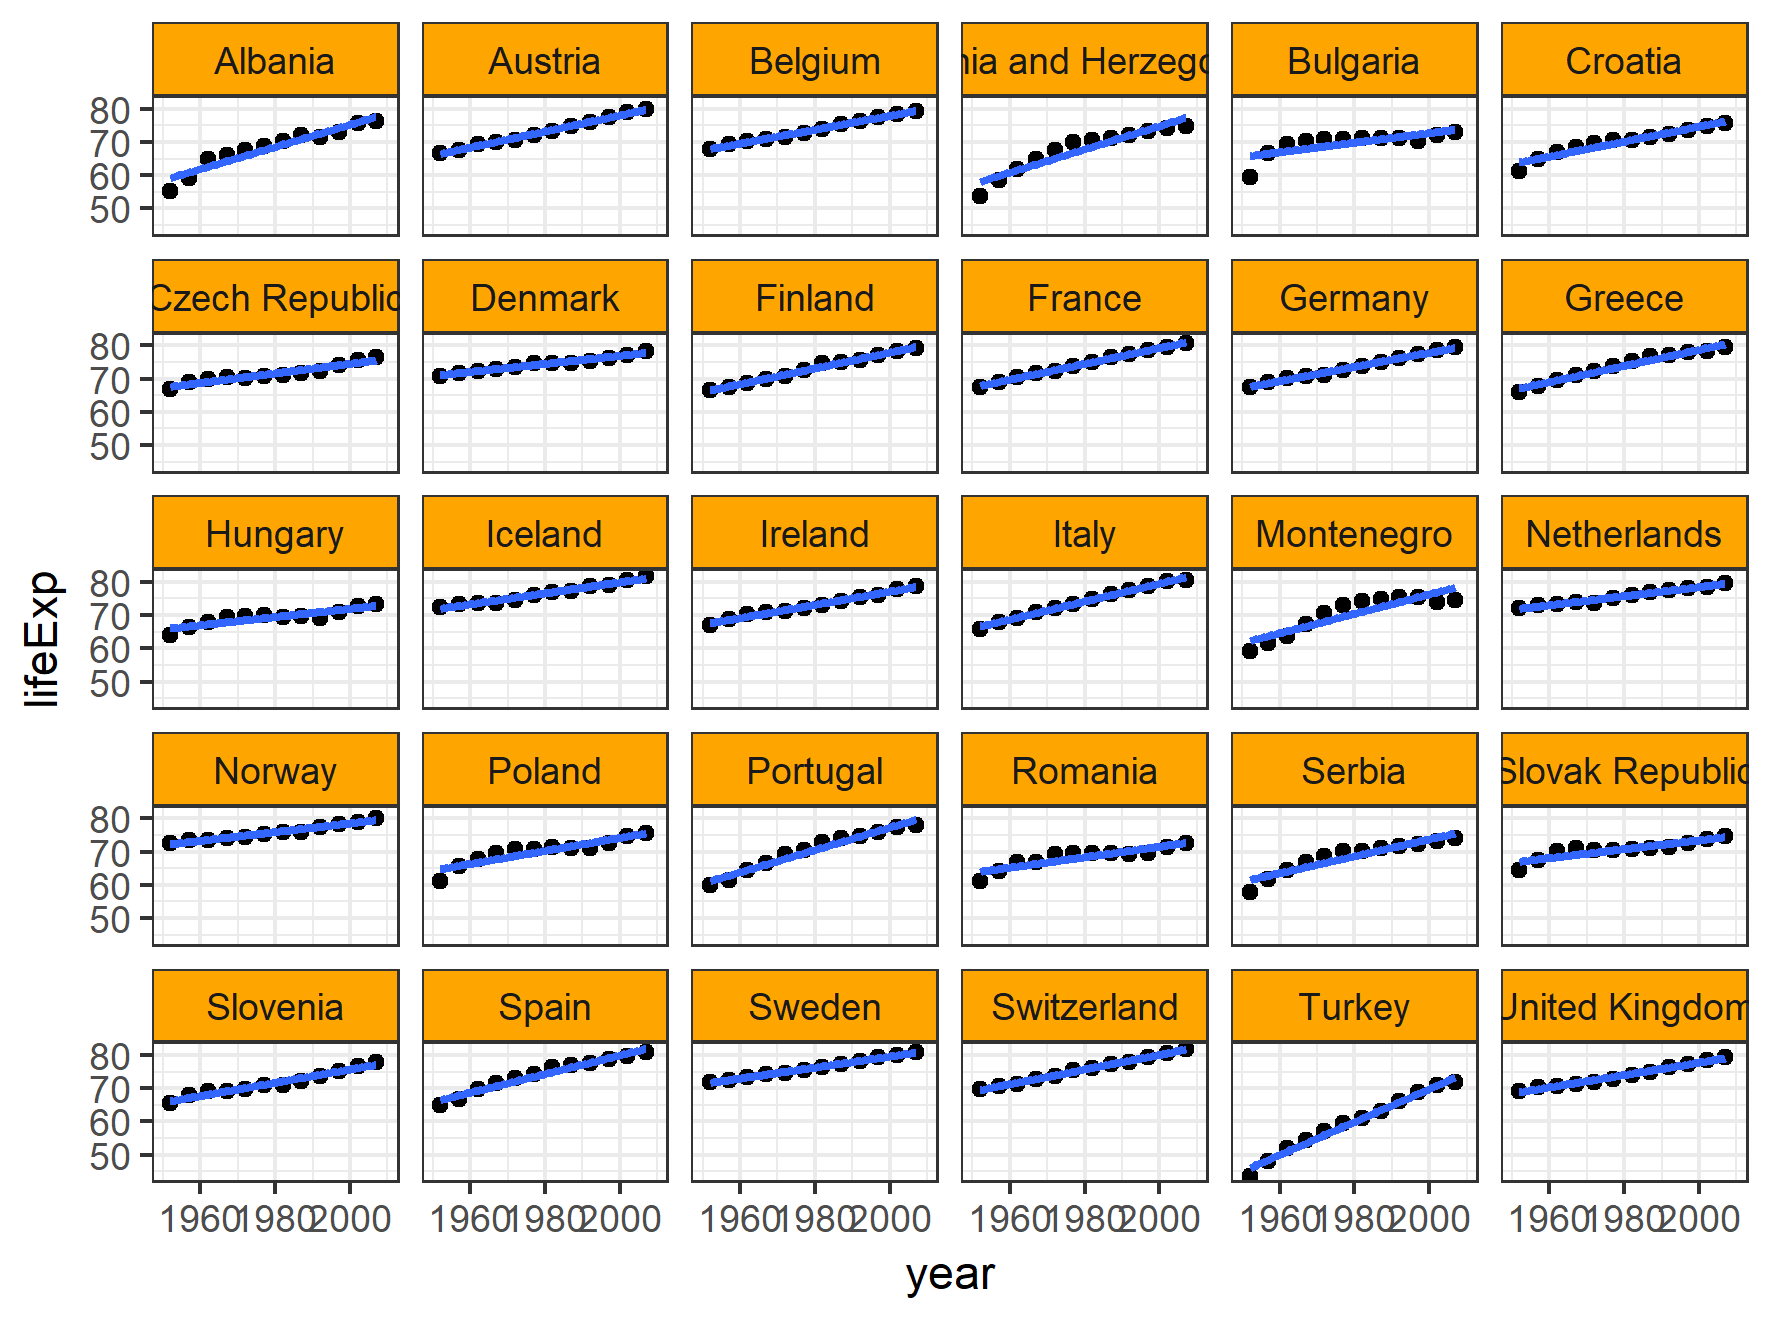 Albania Austria Belgium nia and Herzego Bulgaria Croatia
80
70
60
50
Czech Republic Denmark Finland France Germany Greece
80
70
60
50
Hungary Iceland Ireland Italy Montenegro Netherlands
80
70
60
50
Norway Poland Portugal Romania Serbia Slovak Republic
80
70
60
50
Slovenia Spain Sweden Switzerland Turkey United Kingdom
80
70
60
50
1960 1980 2000 1960 1980 2000 1960 1980 2000 1960 1980 2000 1960 1980 2000 1960 1980 2000
year
lifeExp